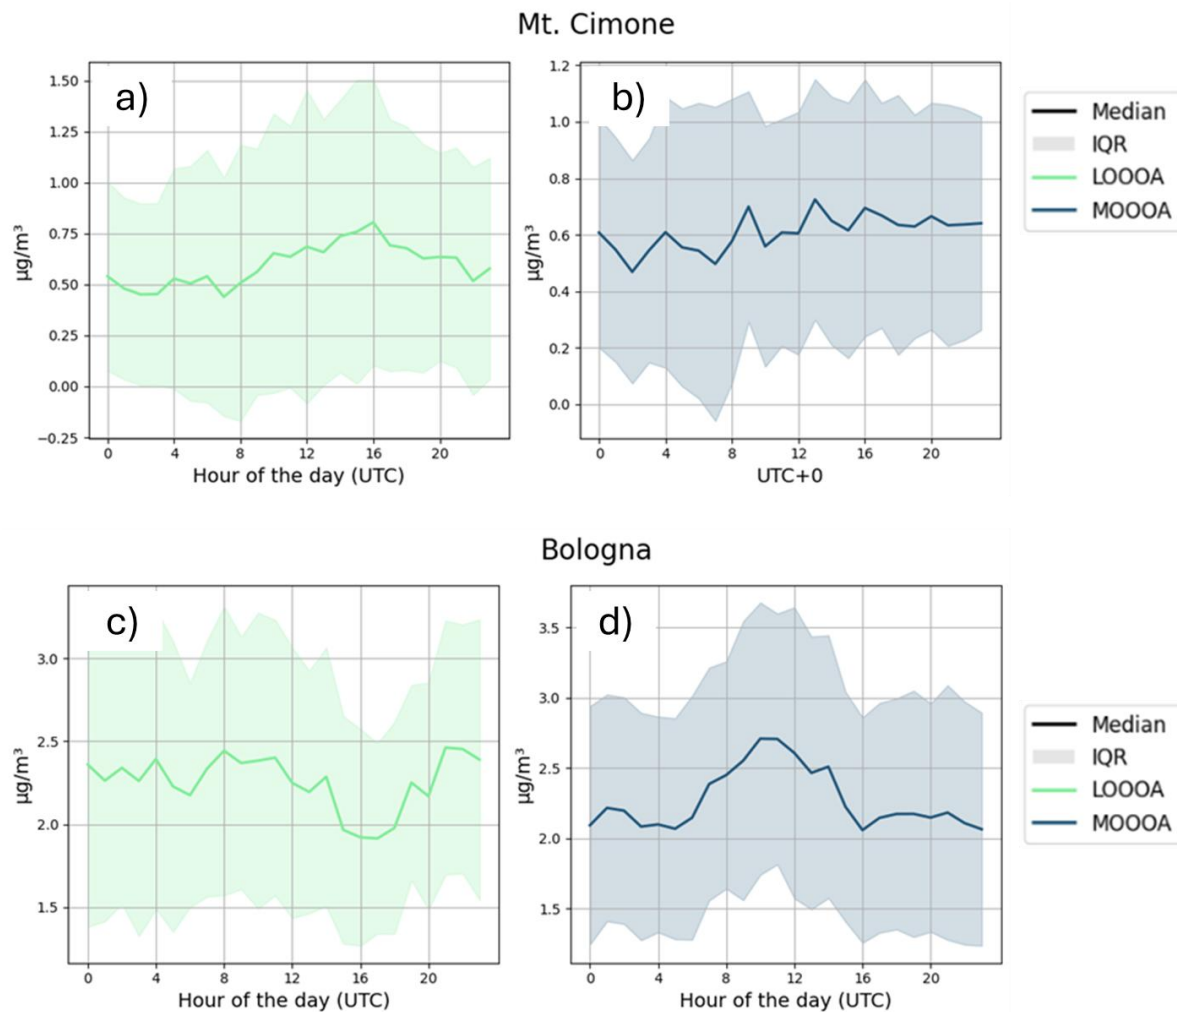 Mt. Cimone
a)
1.50
1.25
1.00
0.75
0.50
0.25
0.00
−0.25
µg/m³
0 4 8 12 16 20
Hour of the day (UTC)
b)
1.2
1.0
0.8
0.6
0.4
0.2
0.0
µg/m³
0 4 8 12 16 20
UTC+0
Median
IQR
LOOOA
MOOOA
Bologna
c)
3.0
2.5
2.0
1.5
µg/m³
0 4 8 12 16 20
Hour of the day (UTC)
d)
3.5
3.0
2.5
2.0
1.5
µg/m³
0 4 8 12 16 20
Hour of the day (UTC)
Median
IQR
LOOOA
MOOOA